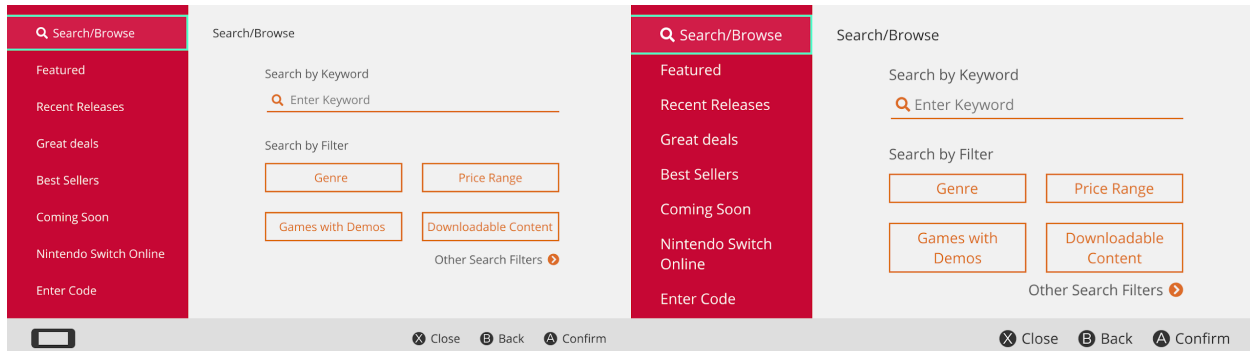 Search/Browse
Featured
Recent Releases
Great deals
Best Sellers
Coming Soon
Nintendo Switch Online
Enter Code
Search/Browse
Search by Keyword
Enter Keyword
Search by Filter
Genre
Price Range
Games with Demos
Downloadable Content
Other Search Filters
X Close
B Back
A Confirm
Search/Browse
Featured
Recent Releases
Great deals
Best Sellers
Coming Soon
Nintendo Switch
Online
Enter Code
Search/Browse
Search by Keyword
Enter Keyword
Search by Filter
Genre
Price Range
Games with
Demos
Downloadable
Content
Other Search Filters
X Close
B Back
A Confirm